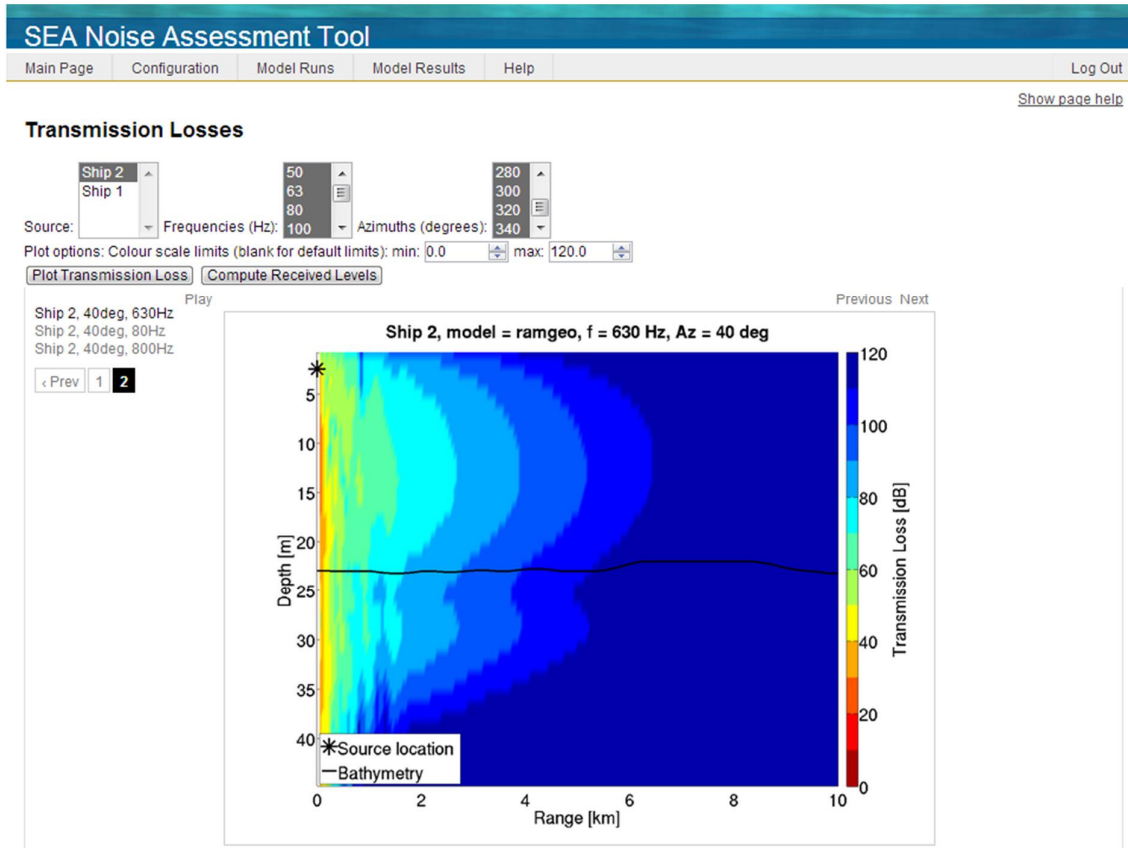 SEA Noise Assessment Tool
Main Page Configuration Model Runs Model Results Help Log Out
Show page help
Transmission Losses
Source: Ship 2 Ship 1 Frequencies (Hz): 50 63 80 100 Azimuths (degrees): 280 300 320 340
Plot options: Colour scale limits (blank for default limits): min: 0.0 max: 120.0
Plot Transmission Loss Compute Received Levels
Play Previous Next
Ship 2, 40deg, 630Hz
Ship 2, 40deg, 80Hz
Ship 2, 40deg, 800Hz
‹ Prev 1 2
Ship 2, model = ramgeo, f = 630 Hz, Az = 40 deg
Depth [m]
5
10
15
20
25
30
35
40
Source location
Bathymetry
0 2 4 6 8 10
Range [km]
120
100
80
60
40
20
0
Transmission Loss [dB]